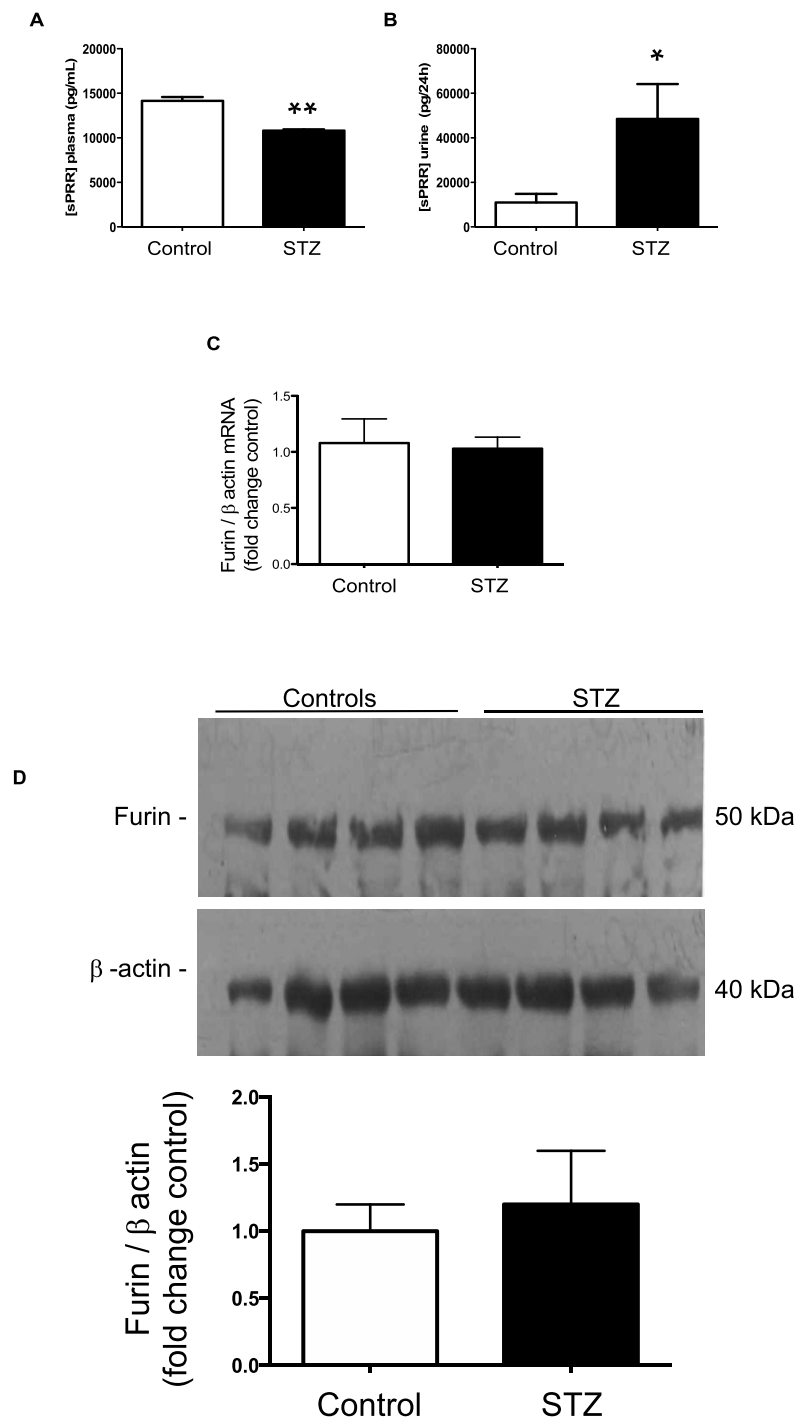 A
[sPRR] plasma (pg/mL)
20000
15000
10000
5000
0
**
Control
STZ
B
[sPRR] urine (pg/24h)
80000
60000
40000
20000
0
*
Control
STZ
C
Furin / β actin mRNA
(fold change control)
1.5
1.0
0.5
0.0
Control
STZ
D
Controls
STZ
Furin -
50 kDa
β -actin -
40 kDa
Furin / β actin
(fold change control)
2.0
1.5
1.0
0.5
0.0
Control
STZ